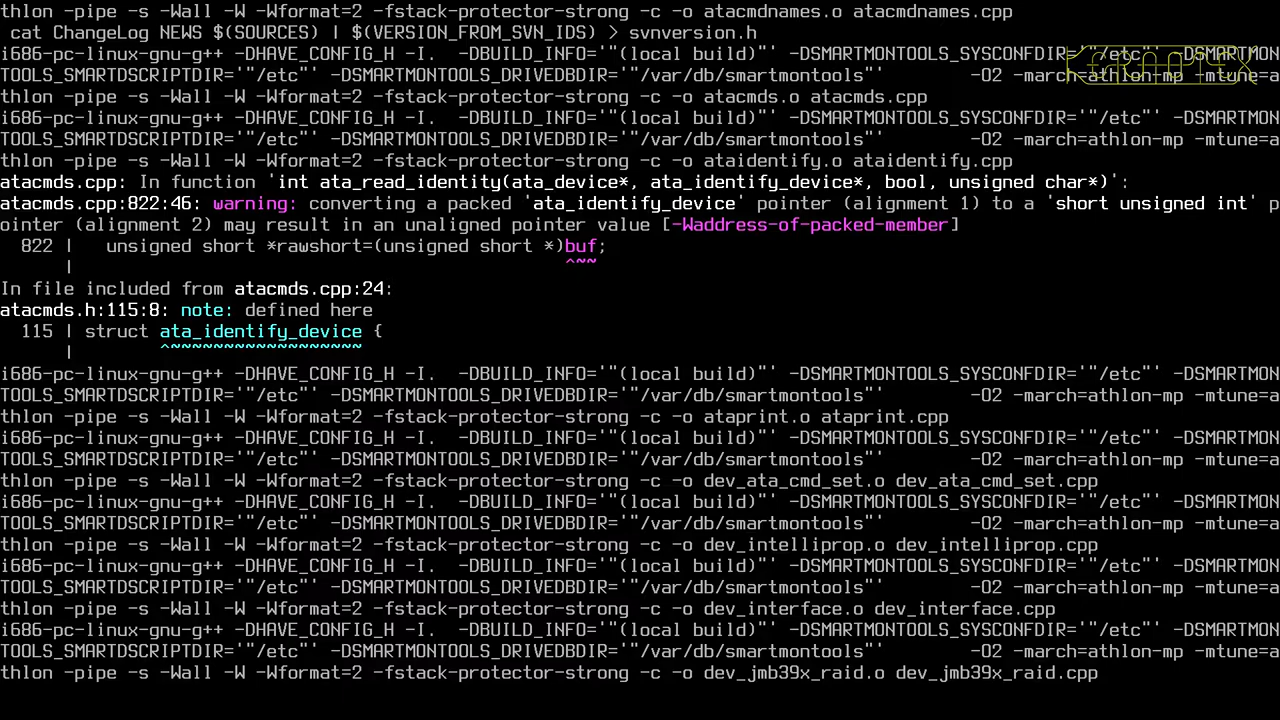 thlon -pipe -s -Wall -W -Wformat=2 -fstack-protector-strong -c -o atacmdnames.o atacmdnames.cpp
 cat ChangeLog NEWS $(SOURCES) | $(VERSION_FROM_SVN_IDS) > svnversion.h
i686-pc-linux-gnu-g++ -DHAVE_CONFIG_H -I.  -DBUILD_INFO='"(local build)"' -DSMARTMONTOOLS_SYSCONFDIR='"/etc"' -DSMARTMON
TOOLS_SMARTDSCRIPTDIR='"/etc"' -DSMARTMONTOOLS_DRIVEDBDIR='"/var/db/smartmontools"'        -O2 -march=athlon-mp -mtune=a
thlon -pipe -s -Wall -W -Wformat=2 -fstack-protector-strong -c -o atacmds.o atacmds.cpp
i686-pc-linux-gnu-g++ -DHAVE_CONFIG_H -I.  -DBUILD_INFO='"(local build)"' -DSMARTMONTOOLS_SYSCONFDIR='"/etc"' -DSMARTMON
TOOLS_SMARTDSCRIPTDIR='"/etc"' -DSMARTMONTOOLS_DRIVEDBDIR='"/var/db/smartmontools"'        -O2 -march=athlon-mp -mtune=a
thlon -pipe -s -Wall -W -Wformat=2 -fstack-protector-strong -c -o ataidentify.o ataidentify.cpp
atacmds.cpp: In function 'int ata_read_identity(ata_device*, ata_identify_device*, bool, unsigned char*)':
atacmds.cpp:822:46: warning: converting a packed 'ata_identify_device' pointer (alignment 1) to a 'short unsigned int' p
ointer (alignment 2) may result in an unaligned pointer value [-Waddress-of-packed-member]
  822 |   unsigned short *rawshort=(unsigned short *)buf;
      |                                              ^~~
In file included from atacmds.cpp:24:
atacmds.h:115:8: note: defined here
  115 | struct ata_identify_device {
      |        ^~~~~~~~~~~~~~~~~~~
i686-pc-linux-gnu-g++ -DHAVE_CONFIG_H -I.  -DBUILD_INFO='"(local build)"' -DSMARTMONTOOLS_SYSCONFDIR='"/etc"' -DSMARTMON
TOOLS_SMARTDSCRIPTDIR='"/etc"' -DSMARTMONTOOLS_DRIVEDBDIR='"/var/db/smartmontools"'        -O2 -march=athlon-mp -mtune=a
thlon -pipe -s -Wall -W -Wformat=2 -fstack-protector-strong -c -o ataprint.o ataprint.cpp
i686-pc-linux-gnu-g++ -DHAVE_CONFIG_H -I.  -DBUILD_INFO='"(local build)"' -DSMARTMONTOOLS_SYSCONFDIR='"/etc"' -DSMARTMON
TOOLS_SMARTDSCRIPTDIR='"/etc"' -DSMARTMONTOOLS_DRIVEDBDIR='"/var/db/smartmontools"'        -O2 -march=athlon-mp -mtune=a
thlon -pipe -s -Wall -W -Wformat=2 -fstack-protector-strong -c -o dev_ata_cmd_set.o dev_ata_cmd_set.cpp
i686-pc-linux-gnu-g++ -DHAVE_CONFIG_H -I.  -DBUILD_INFO='"(local build)"' -DSMARTMONTOOLS_SYSCONFDIR='"/etc"' -DSMARTMON
TOOLS_SMARTDSCRIPTDIR='"/etc"' -DSMARTMONTOOLS_DRIVEDBDIR='"/var/db/smartmontools"'        -O2 -march=athlon-mp -mtune=a
thlon -pipe -s -Wall -W -Wformat=2 -fstack-protector-strong -c -o dev_intelliprop.o dev_intelliprop.cpp
i686-pc-linux-gnu-g++ -DHAVE_CONFIG_H -I.  -DBUILD_INFO='"(local build)"' -DSMARTMONTOOLS_SYSCONFDIR='"/etc"' -DSMARTMON
TOOLS_SMARTDSCRIPTDIR='"/etc"' -DSMARTMONTOOLS_DRIVEDBDIR='"/var/db/smartmontools"'        -O2 -march=athlon-mp -mtune=a
thlon -pipe -s -Wall -W -Wformat=2 -fstack-protector-strong -c -o dev_interface.o dev_interface.cpp
i686-pc-linux-gnu-g++ -DHAVE_CONFIG_H -I.  -DBUILD_INFO='"(local build)"' -DSMARTMONTOOLS_SYSCONFDIR='"/etc"' -DSMARTMON
TOOLS_SMARTDSCRIPTDIR='"/etc"' -DSMARTMONTOOLS_DRIVEDBDIR='"/var/db/smartmontools"'        -O2 -march=athlon-mp -mtune=a
thlon -pipe -s -Wall -W -Wformat=2 -fstack-protector-strong -c -o dev_jmb39x_raid.o dev_jmb39x_raid.cpp